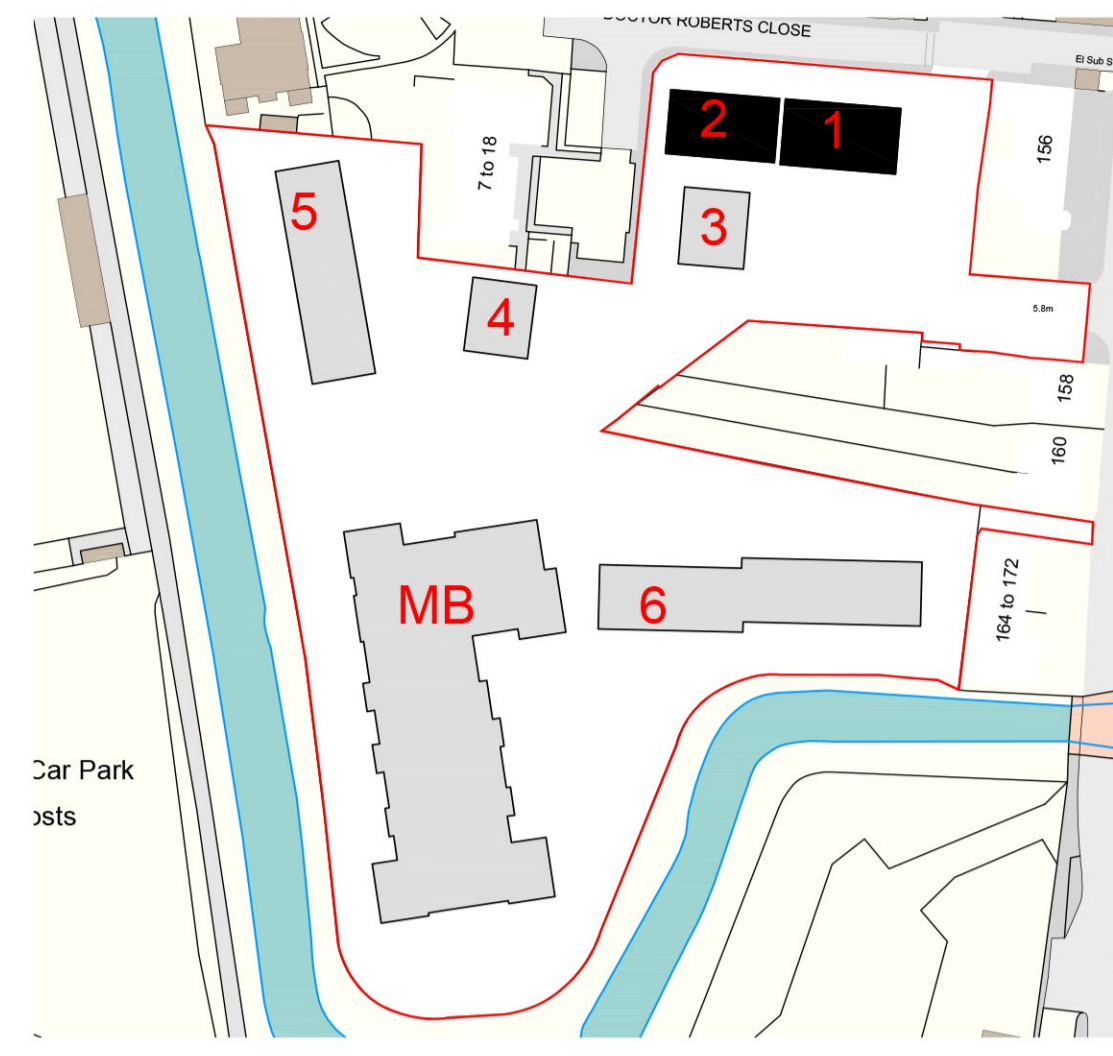 DOCTOR ROBERTS CLOSE
El Sub S
2
1
7 to 18
156
5
3
4
5.8m
158
160
MB
6
164 to 172
Car Park
osts